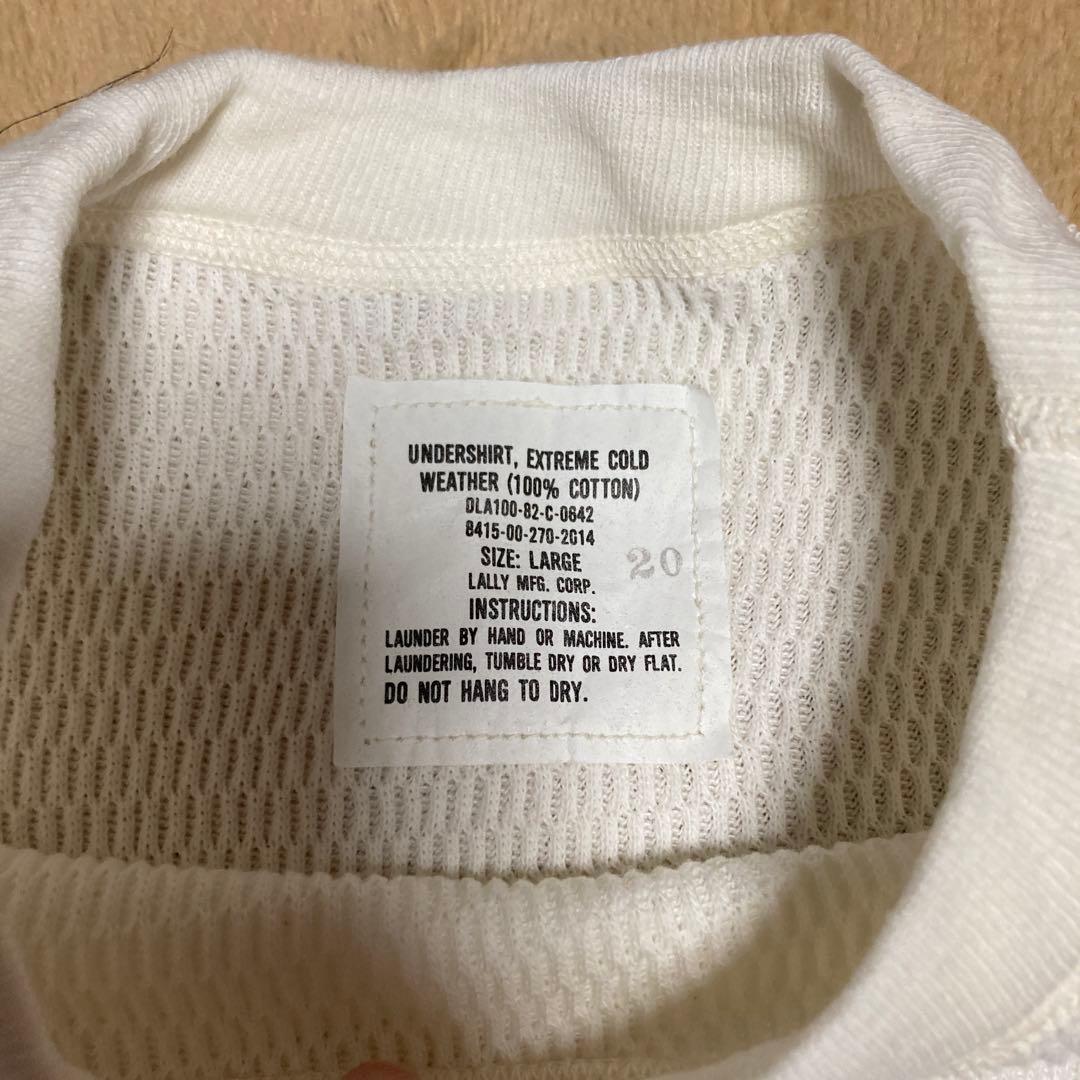 UNDERSHIRT, EXTREME COLD
WEATHER (100% COTTON)
DLA100-82-C-0642
8415-00-270-2014
SIZE: LARGE
20
LALLY MFG. CORP.
INSTRUCTIONS:
LAUNDER BY HAND OR MACHINE. AFTER
LAUNDERING, TUMBLE DRY OR DRY FLAT.
DO NOT HANG TO DRY.